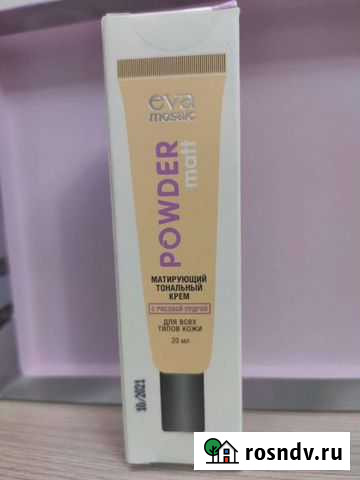 eva
mosaic
POWDER
matt
МАТИРУЮЩИЙ
ТОНАЛЬНЫЙ
КРЕМ
С РИСОВОЙ ПУДРОЙ
ДЛЯ ВСЕХ
ТИПОВ КОЖИ
20 мл
10/2021
rosndv.ru